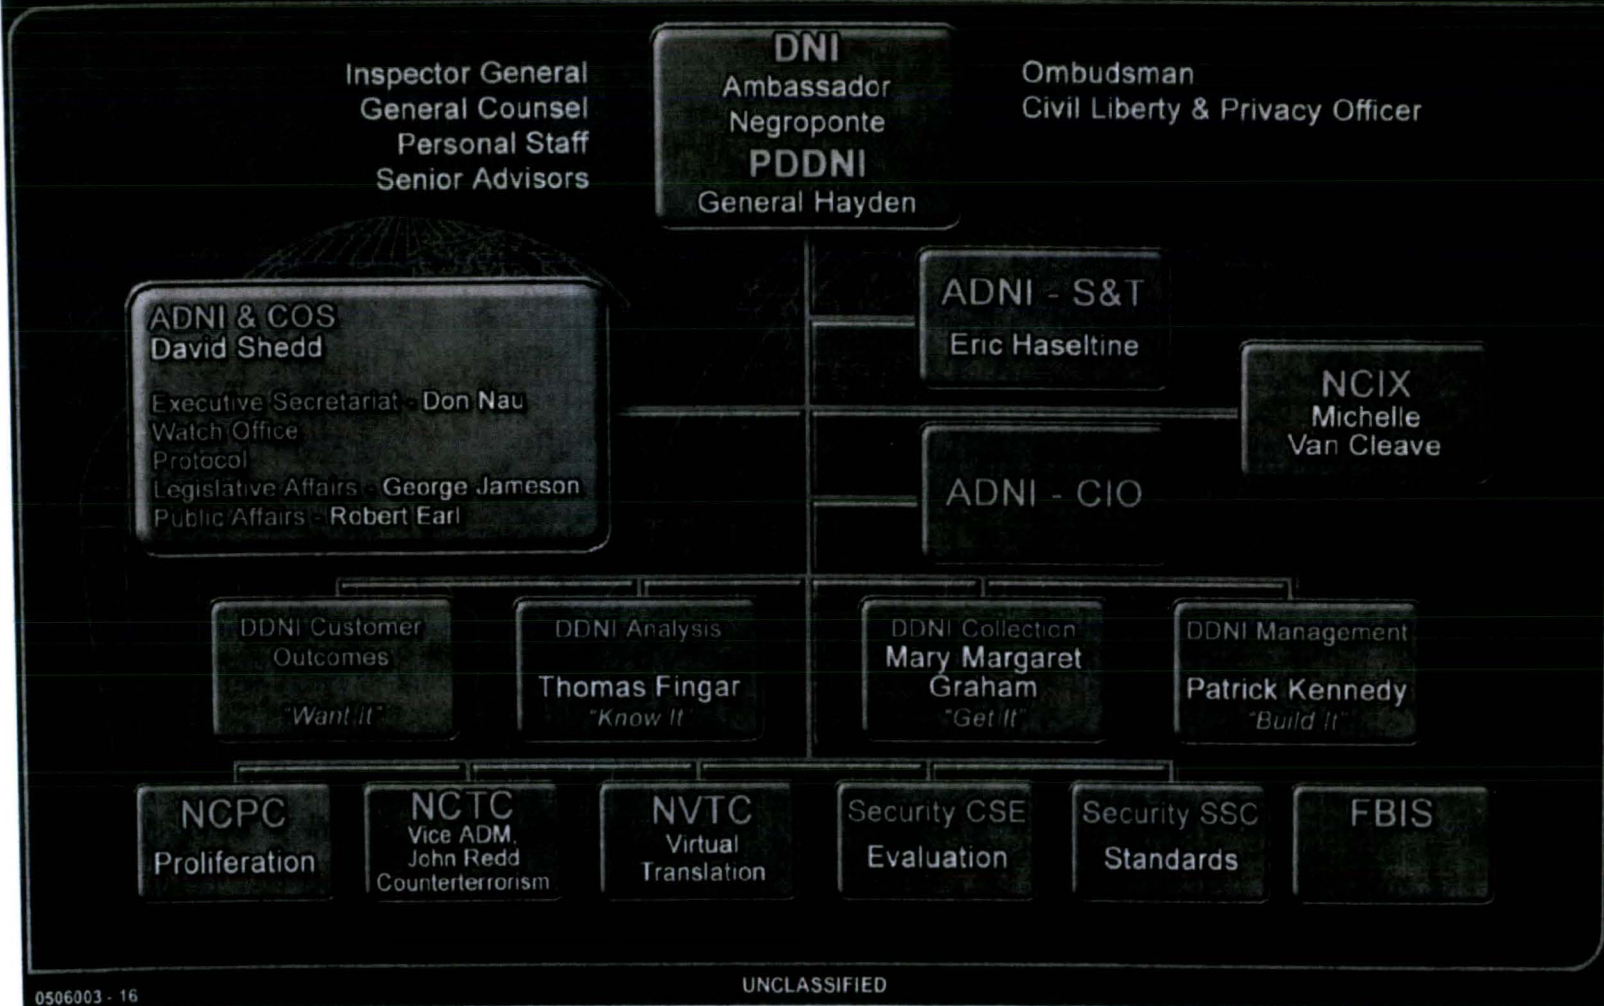 Inspector General
General Counsel
Personal Staff
Senior Advisors
DNI
Ambassador
Negroponte
PDDNI
General Hayden
Ombudsman
Civil Liberty & Privacy Officer
ADNI & COS
David Shedd
Executive Secretariat - Don Nau
Watch Office
Protocol
Legislative Affairs - George Jameson
Public Affairs - Robert Earl
ADNI - S&T
Eric Haseltine
NCIX
Michelle
Van Cleave
ADNI - CIO
DDNI Customer
Outcomes
"Want It"
DDNI Analysis
Thomas Fingar
"Know It"
DDNI Collection
Mary Margaret
Graham
"Get It"
DDNI Management
Patrick Kennedy
"Build It"
NCPC
Proliferation
NCTC
Vice ADM.
John Redd
Counterterrorism
NVTC
Virtual
Translation
Security CSE
Evaluation
Security SSC
Standards
FBIS
UNCLASSIFIED
0506003 - 16